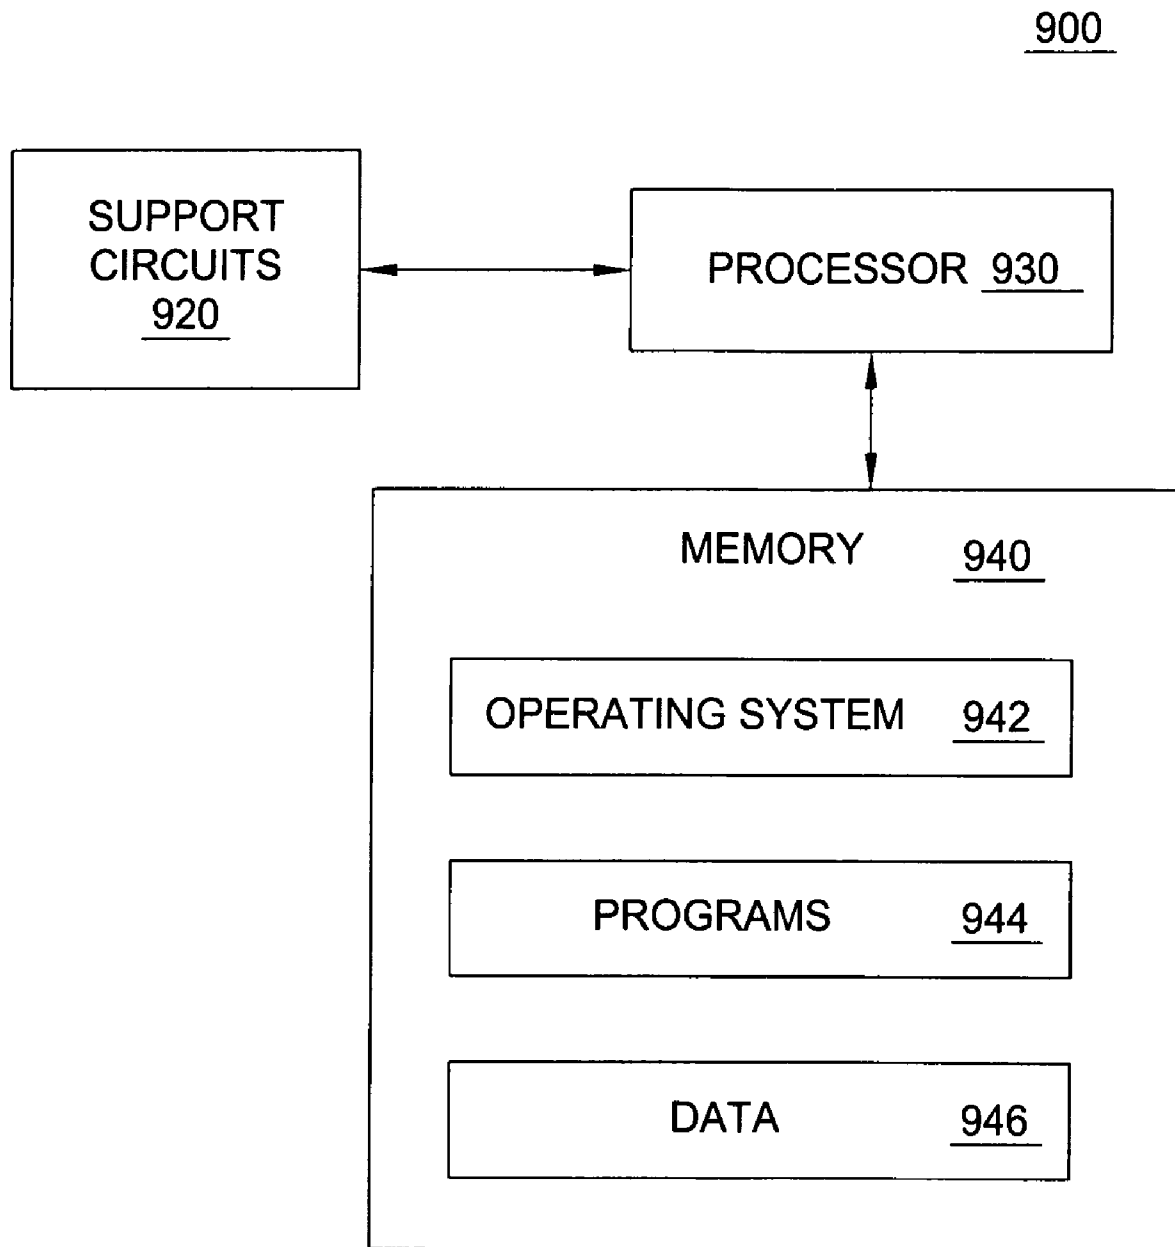 900
SUPPORT
CIRCUITS
920
PROCESSOR 930
MEMORY 940
OPERATING SYSTEM 942
PROGRAMS 944
DATA 946